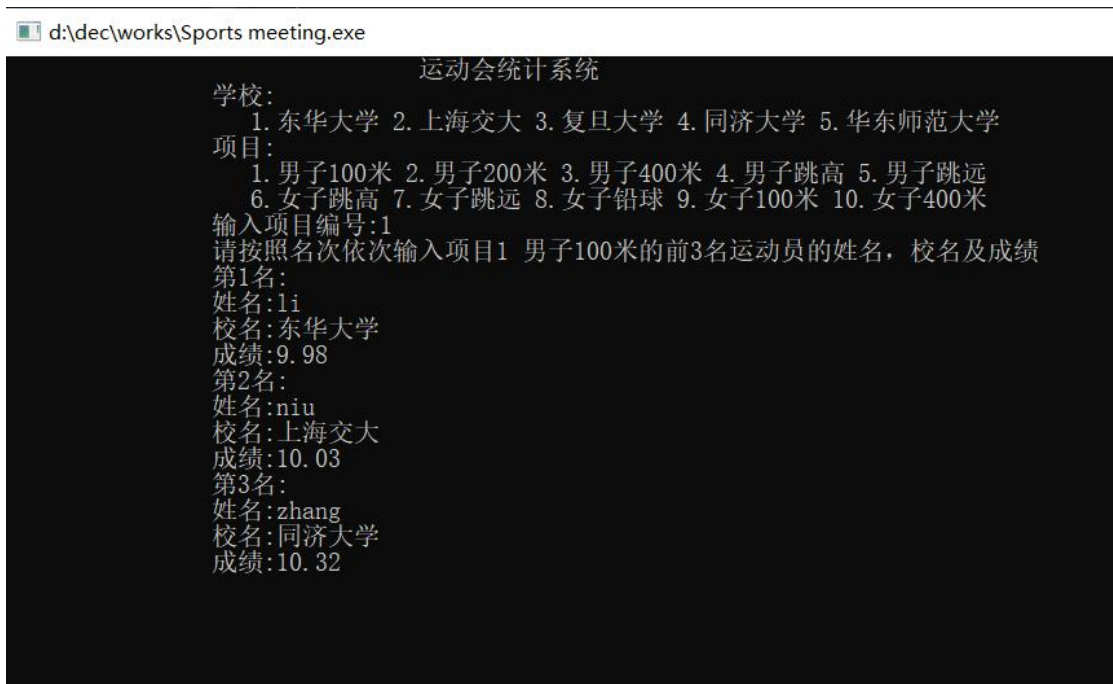 d:\dec\works\Sports meeting.exe
运动会统计系统
学校:
1.东华大学 2.上海交大 3.复旦大学 4.同济大学 5.华东师范大学
项目:
1.男子100米 2.男子200米 3.男子400米 4.男子跳高 5.男子跳远
6.女子跳高 7.女子跳远 8.女子铅球 9.女子100米 10.女子400米
输入项目编号:1
请按照名次依次输入项目1 男子100米的前3名运动员的姓名，校名及成绩
第1名:
姓名:li
校名:东华大学
成绩:9.98
第2名:
姓名:niu
校名:上海交大
成绩:10.03
第3名:
姓名:zhang
校名:同济大学
成绩:10.32